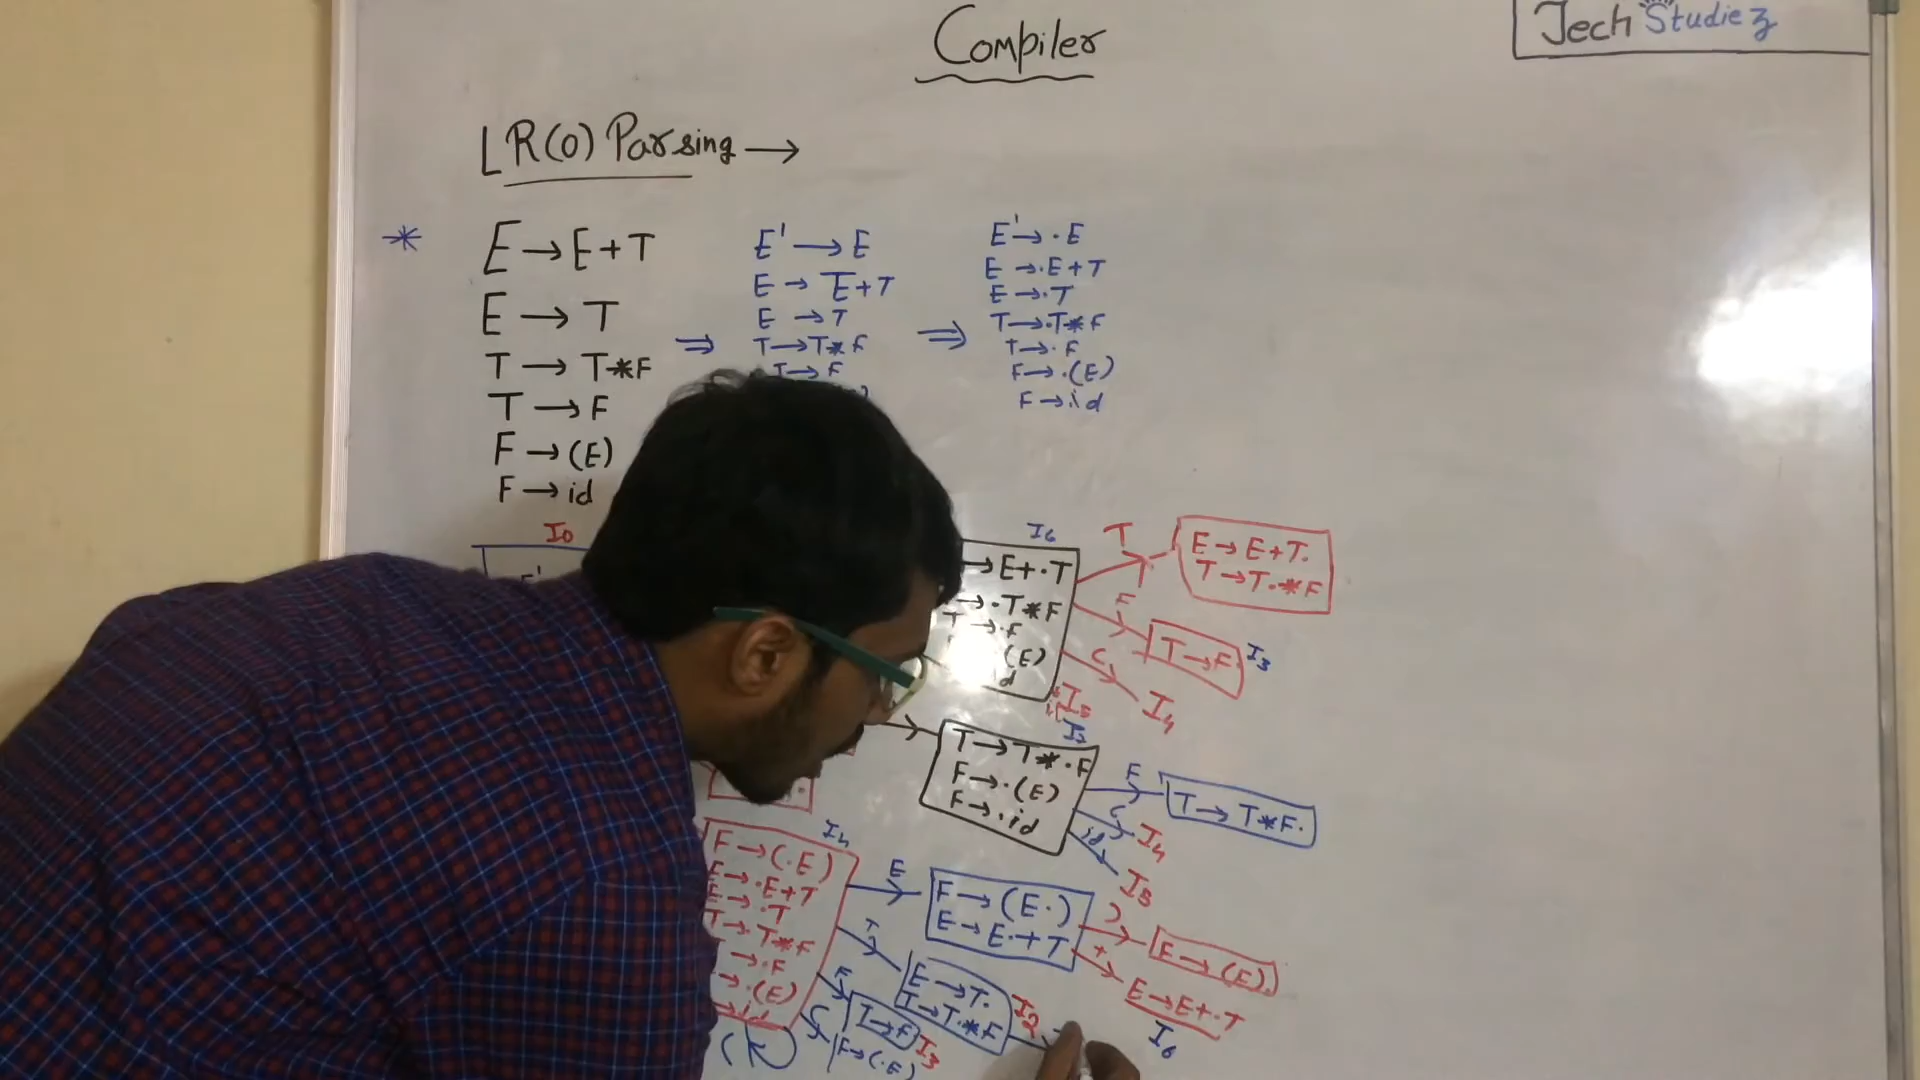 Compiler
Tech Studiez
LR(0) Parsing →
* E → E+T
E → T
T → T*F
T → F
F → (E)
F → id
⇒
E' → E
E → E+T
E → T
T → T*F
T → F
⇒
E' → .E
E → .E+T
E → .T
T → .T*F
T → .F
F → .(E)
F → .id
I0
I6
→ E+.T
→ .T*F
T → .F
(E)
id
T
E → E+T.
T → T.*F
F
T → F.
I3
(
I4
I5
T → T*.F
F → .(E)
F → .id
F
T → T*F.
(
I4
id
I5
I4
F → (.E)
E → .E+T
E → .T
T → T*F
→ .F
→ .(E)
→ id
(
E
F → (E.)
E → E.+T
)
E → (E).
+
E → E+.T
I6
T
E → T.
T → T.*F
I2
F
T → F
I3
(
F → (.E)